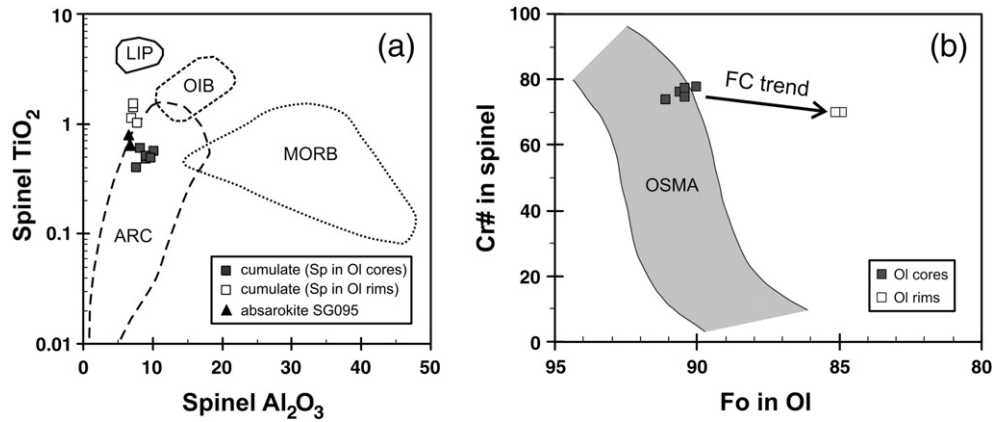 (a)
LIP
OIB
MORB
ARC
10
1
0.1
0.01
Spinel TiO₂
0
10
20
30
40
50
Spinel Al₂O₃
cumulate (Sp in Ol cores)
cumulate (Sp in Ol rims)
absarokite SG095
(b)
FC trend
OSMA
100
80
60
40
20
0
Cr# in spinel
95
90
85
80
Fo in Ol
Ol cores
Ol rims